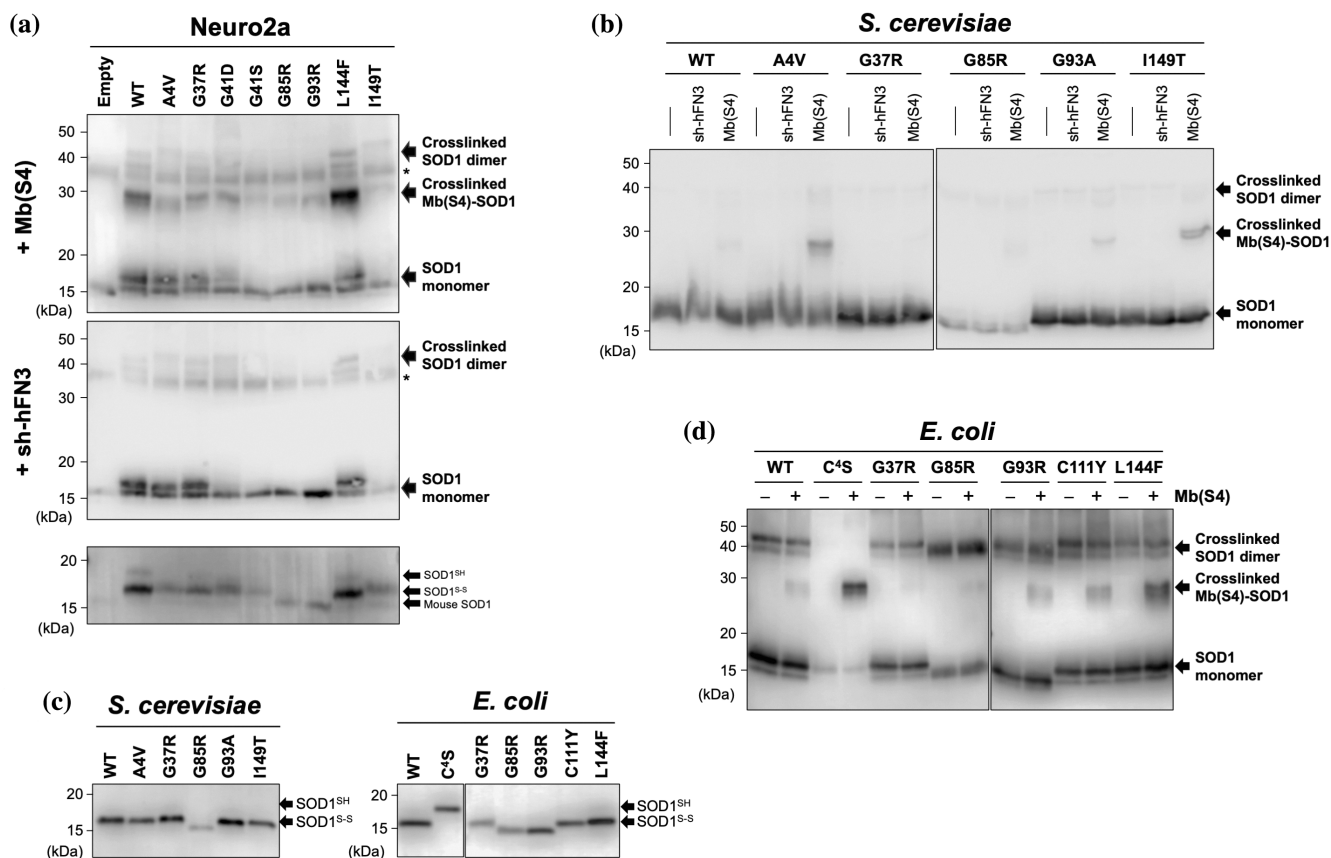 (a)
Neuro2a
Empty
WT
A4V
G37R
G41D
G41S
G85R
G93R
L144F
I149T
+ Mb(S4)
50
40
30
20
15
(kDa)
Crosslinked
SOD1 dimer
*
Crosslinked
Mb(S4)-SOD1
SOD1
monomer
+ sh-hFN3
50
40
30
20
15
(kDa)
Crosslinked
SOD1 dimer
*
SOD1
monomer
20
15
(kDa)
SOD1SH
SOD1S-S
Mouse SOD1
(b)
S. cerevisiae
WT A4V G37R G85R G93A I149T
— sh-hFN3 Mb(S4) — sh-hFN3 Mb(S4) — sh-hFN3 Mb(S4) — sh-hFN3 Mb(S4) — sh-hFN3 Mb(S4) — sh-hFN3 Mb(S4)
50
40
30
20
15
(kDa)
Crosslinked
SOD1 dimer
Crosslinked
Mb(S4)-SOD1
SOD1
monomer
(c)
S. cerevisiae
WT
A4V
G37R
G85R
G93A
I149T
20
15
(kDa)
SOD1SH
SOD1S-S
E. coli
WT
C4S
G37R
G85R
G93R
C111Y
L144F
20
15
(kDa)
SOD1SH
SOD1S-S
(d)
E. coli
WT C4S G37R G85R G93R C111Y L144F
– + – + – + – + – + – + – + Mb(S4)
50
40
30
20
15
(kDa)
Crosslinked
SOD1 dimer
Crosslinked
Mb(S4)-SOD1
SOD1
monomer